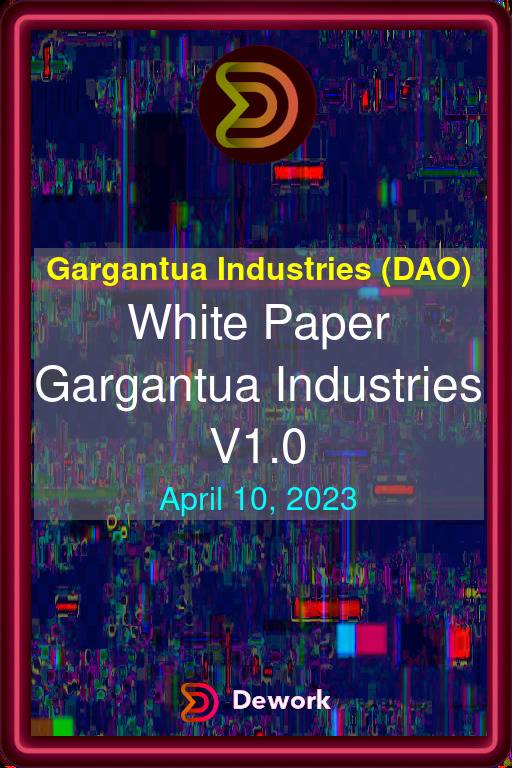 Gargantua Industries (DAO)
White Paper
Gargantua Industries
V1.0
April 10, 2023
Dework